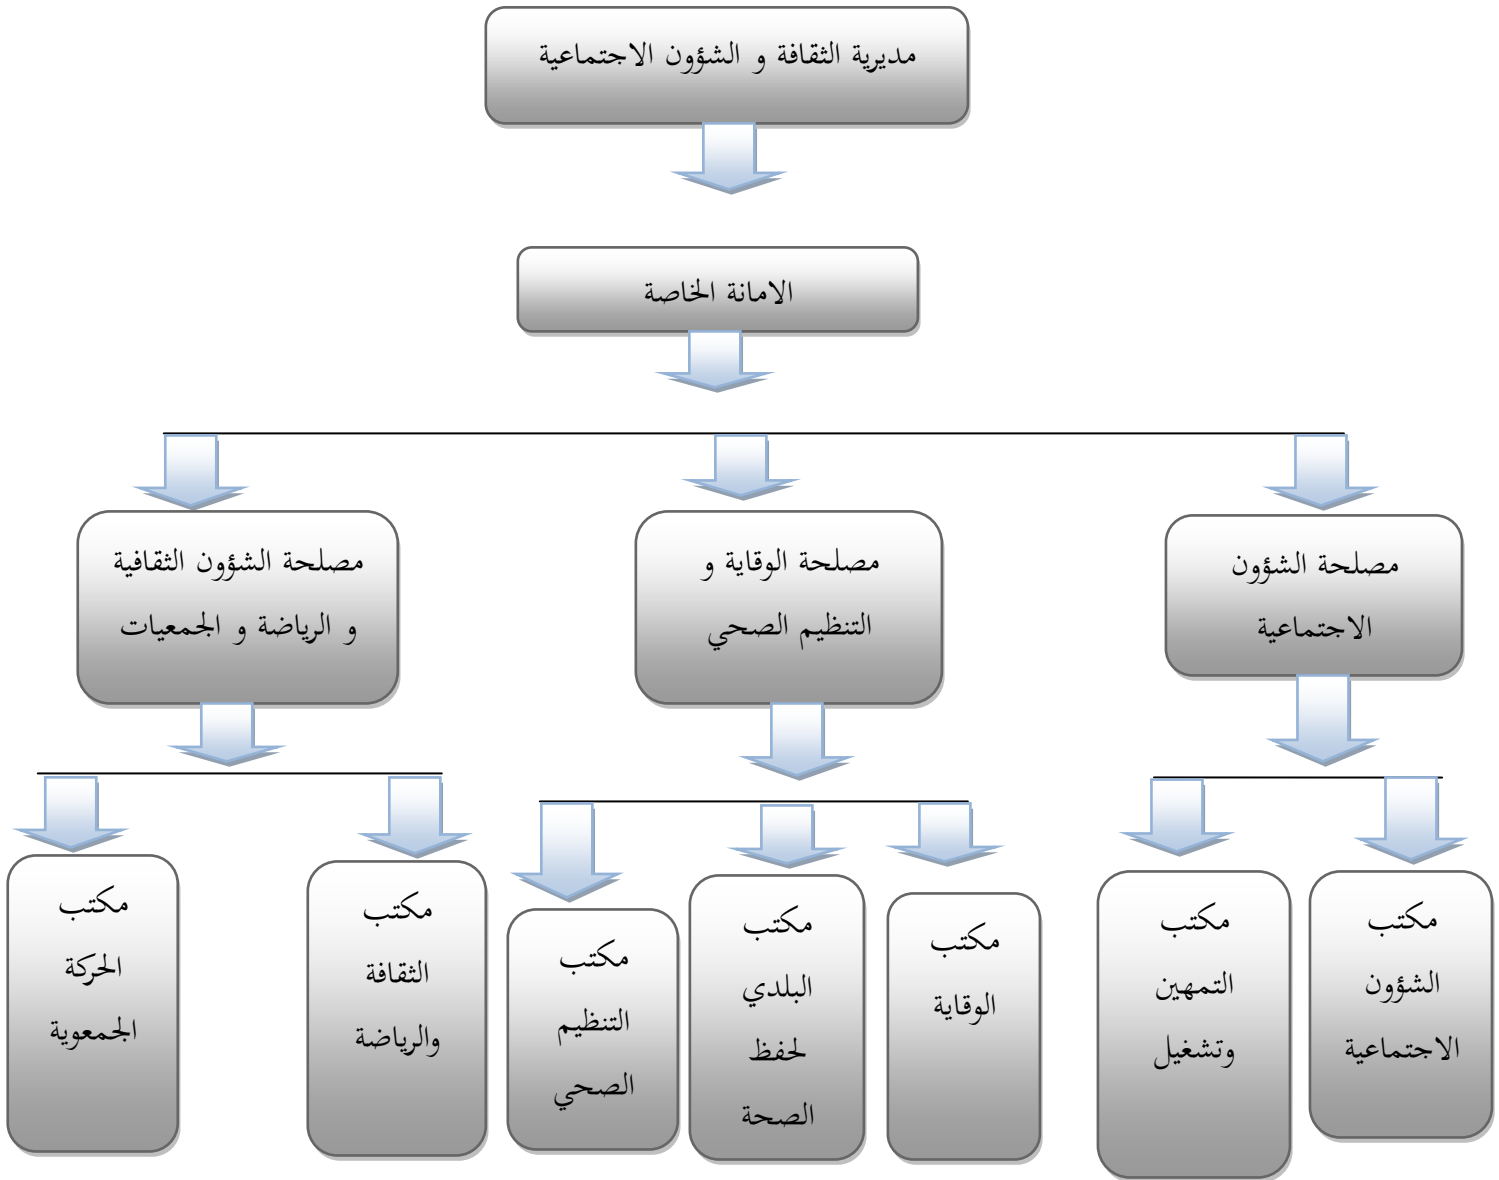 مديرية الثقافة و الشؤون الاجتماعية
الامانة الخاصة
مصلحة الشؤون
الاجتماعية
مصلحة الوقاية و
التنظيم الصحي
مصلحة الشؤون الثقافية
و الرياضة و الجمعيات
مكتب
الشؤون
الاجتماعية
مكتب
التمهين
وتشغيل
مكتب
الوقاية
مكتب
البلدي
لحفظ
الصحة
مكتب
التنظيم
الصحي
مكتب
الثقافة
والرياضة
مكتب
الحركة
الجمعوية